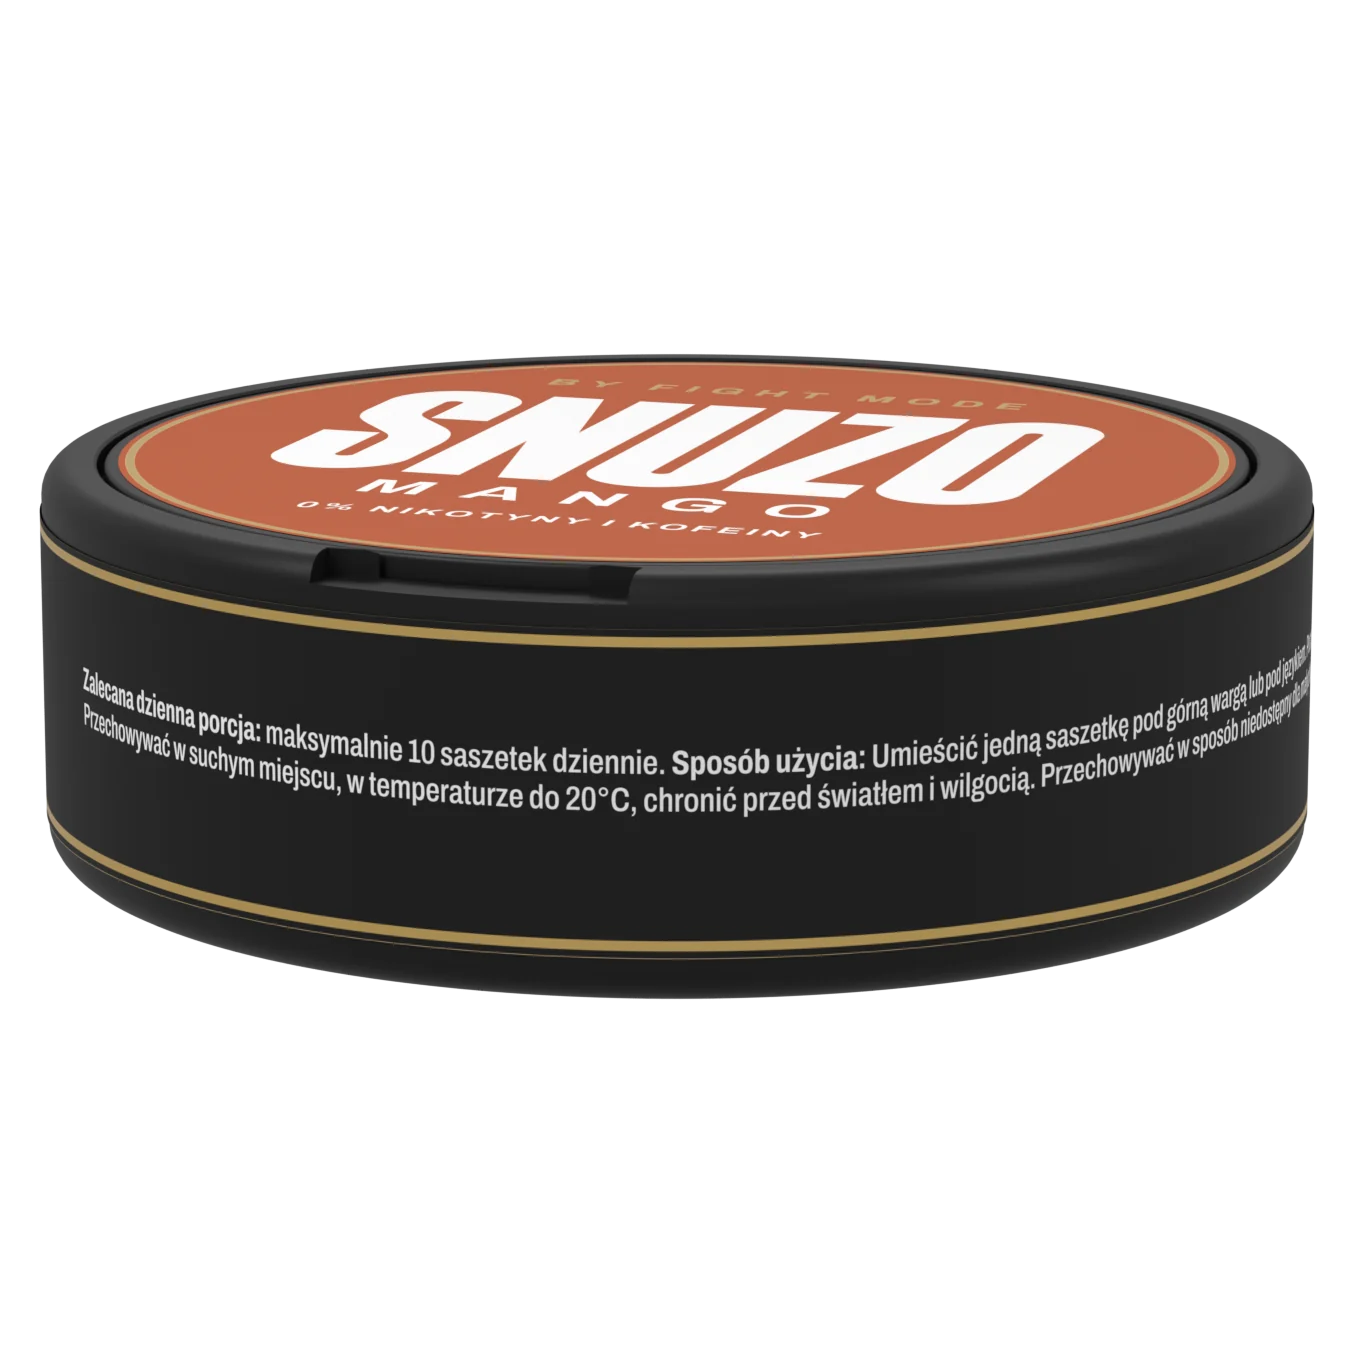 BY FIGHT MODE
SNUZO
MANGO
0% NIKOTYNY I KOFEINY
Zalecana dzienna porcja: maksymalnie 10 saszetek dziennie. Sposób użycia: Umieścić jedną saszetkę pod górną wargą lub pod językiem.
Przechowywać w suchym miejscu, w temperaturze do 20°C, chronić przed światłem i wilgocią. Przechowywać w sposób niedostępny dla